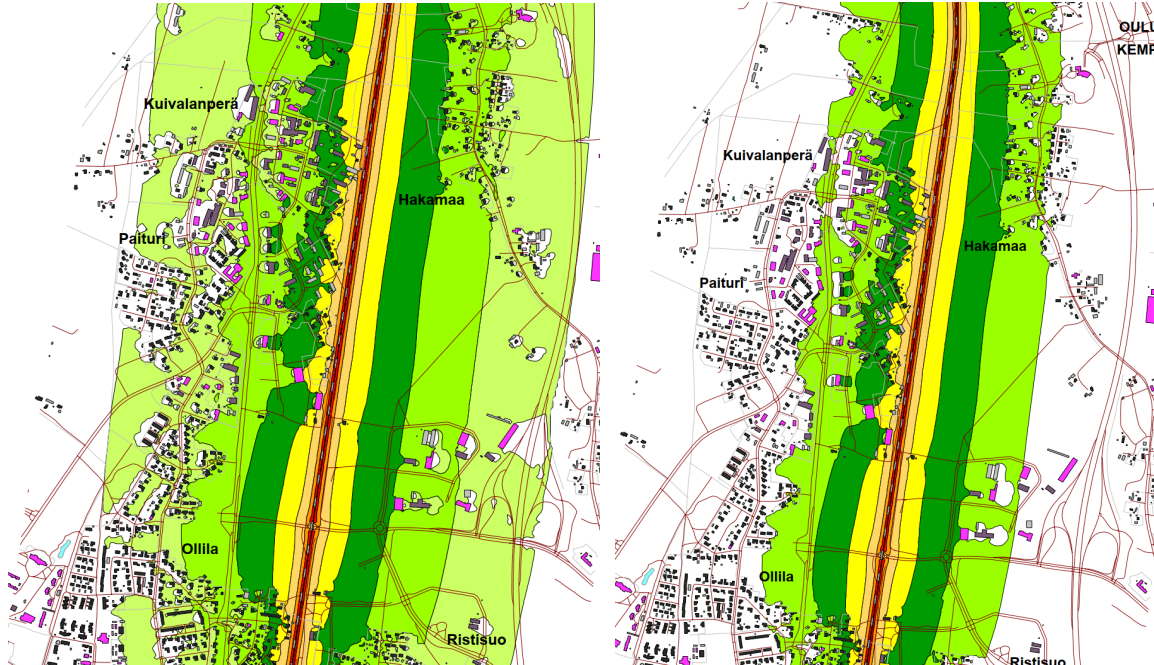 OULU
KEMP
Kuivalanperä
Hakamaa
Paituri
Ollila
Ristisuo
Kuivalanperä
Hakamaa
Paituri
Ollila
Ristisuo